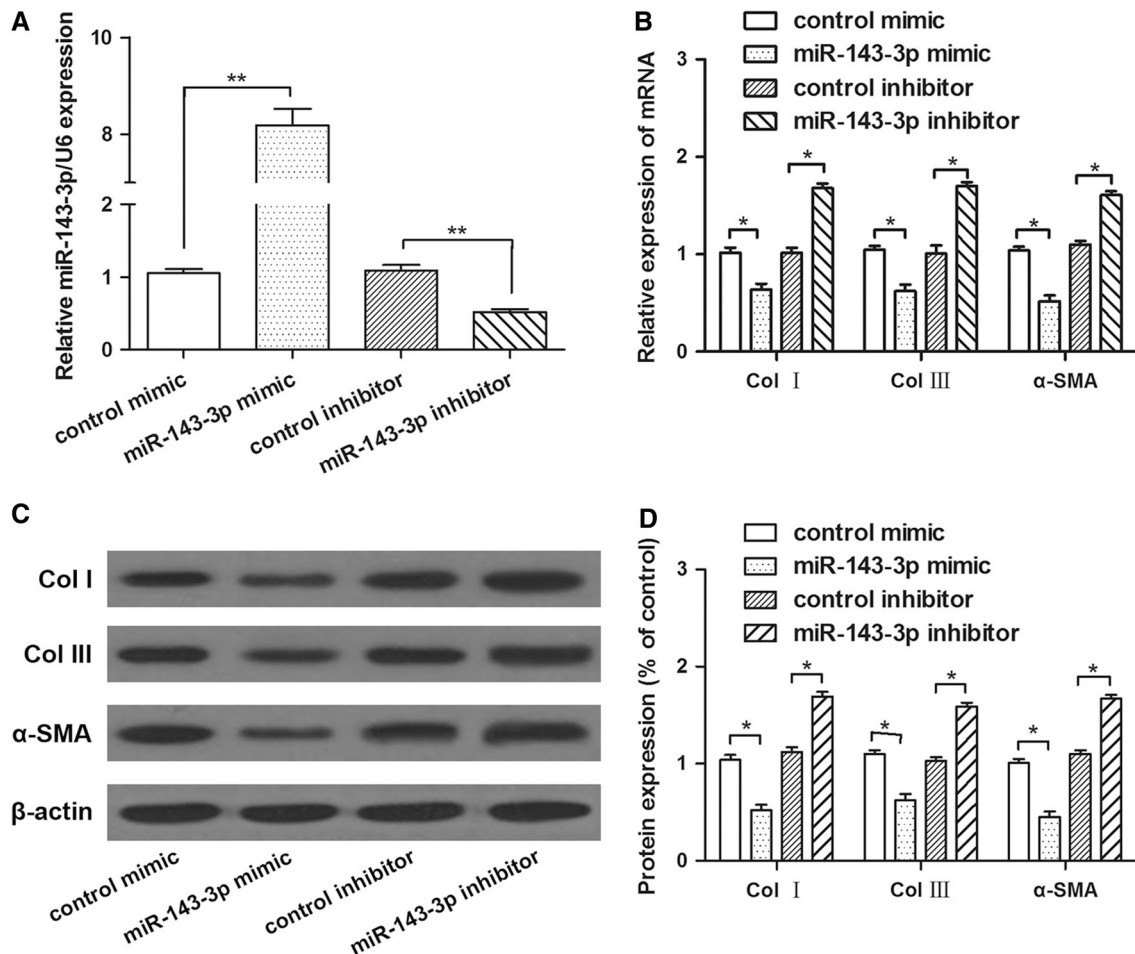 A
Relative miR-143-3p/U6 expression
10
8
2
1
0
**
**
control mimic
miR-143-3p mimic
control inhibitor
miR-143-3p inhibitor
B
control mimic
miR-143-3p mimic
control inhibitor
miR-143-3p inhibitor
Relative expression of mRNA
3
2
1
0
*
*
*
*
*
*
Col Ⅰ
Col Ⅲ
α-SMA
C
Col I
Col III
α-SMA
β-actin
control mimic
miR-143-3p mimic
control inhibitor
miR-143-3p inhibitor
D
control mimic
miR-143-3p mimic
control inhibitor
miR-143-3p inhibitor
Protein expression (% of control)
3
2
1
0
*
*
*
*
*
*
Col Ⅰ
Col Ⅲ
α-SMA